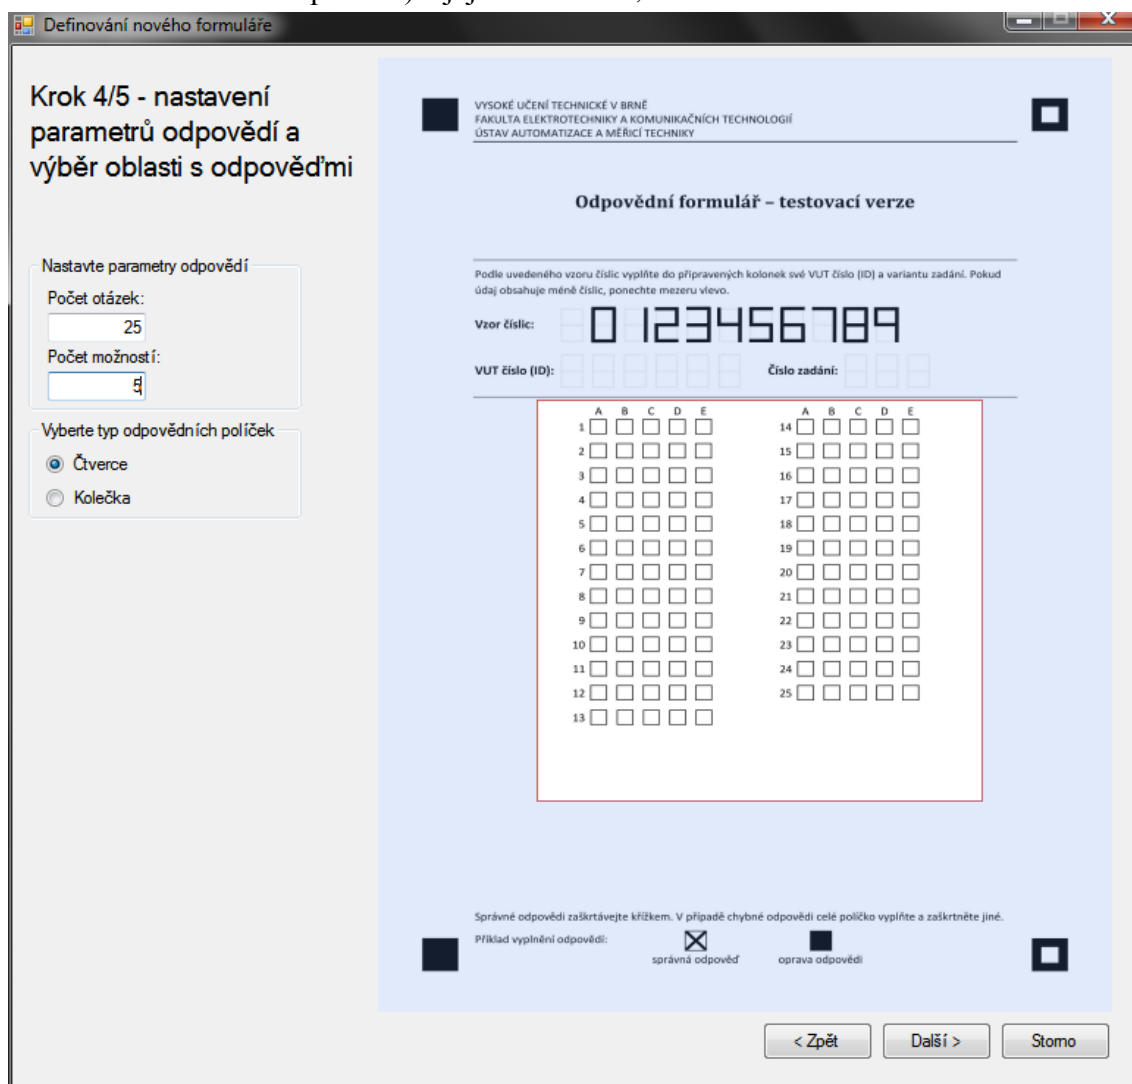 Definování nového formuláře
Krok 4/5 - nastavení
parametrů odpovědí a
výběr oblasti s odpověďmi
Nastavte parametry odpovědí
Počet otázek:
25
Počet možností:
5
Vyberte typ odpovědních políček
Čtverce
Kolečka
VYSOKÉ UČENÍ TECHNICKÉ V BRNĚ
FAKULTA ELEKTROTECHNIKY A KOMUNIKAČNÍCH TECHNOLOGIÍ
ÚSTAV AUTOMATIZACE A MĚŘICÍ TECHNIKY
Odpovědní formulář – testovací verze
Podle uvedeného vzoru číslic vyplňte do připravených kolonek své VUT číslo (ID) a variantu zadání. Pokud
údaj obsahuje méně číslic, ponechte mezeru vlevo.
Vzor číslic: 0 123456789
VUT číslo (ID): Číslo zadání:
A B C D E A B C D E
1 14
2 15
3 16
4 17
5 18
6 19
7 20
8 21
9 22
10 23
11 24
12 25
13
Správné odpovědi zaškrtávejte křížkem. V případě chybné odpovědi celé políčko vyplňte a zaškrtněte jiné.
Příklad vyplnění odpovědí:
správná odpověď oprava odpovědi
< Zpět Další > Storno